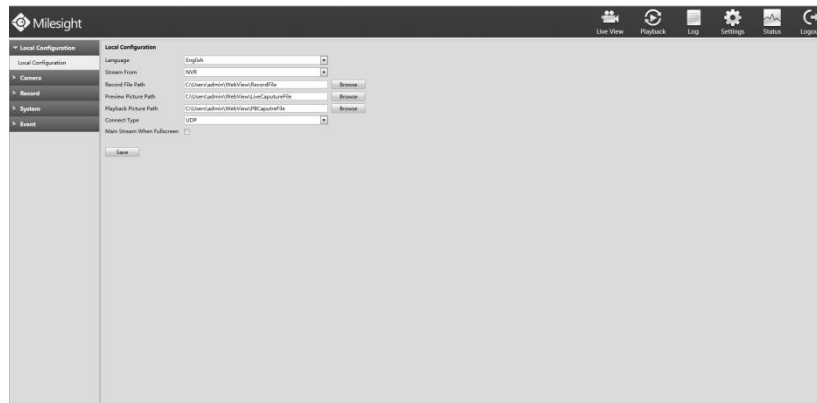 Milesight
Live View Playback Log Settings Status Logou
Local Configuration
Local Configuration
Camera
Record
System
Event
Local Configuration
Language English
Stream From NVR
Record File Path C:\Users\admin\WebView\RecordFile Browse
Preview Picture Path C:\Users\admin\WebView\LiveCaputureFile Browse
Playback Picture Path C:\Users\admin\WebView\PBCaputreFile Browse
Connect Type UDP
Main Stream When Fullscreen
Save